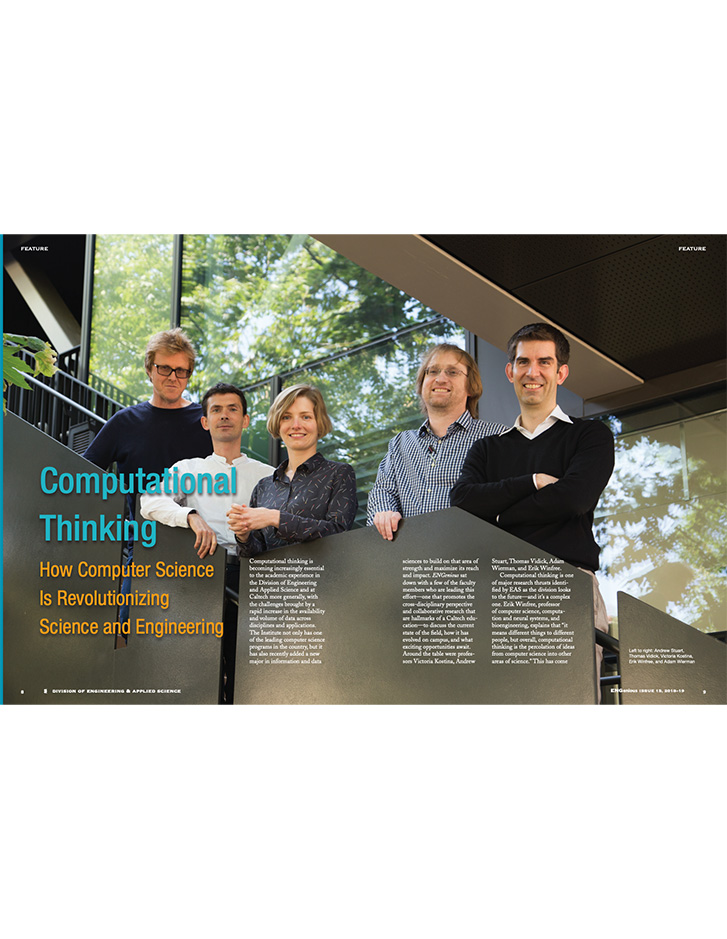 FEATURE
FEATURE
Computational
Thinking
How Computer Science
Is Revolutionizing
Science and Engineering
Computational thinking is
becoming increasingly essential
to the academic experience in
the Division of Engineering
and Applied Science and at
Caltech more generally, with
the challenges brought by a
rapid increase in the availability
and volume of data across
disciplines and applications.
The Institute not only has one
of the leading computer science
programs in the country, but it
has also recently added a new
major in information and data
sciences to build on that area of
strength and maximize its reach
and impact. ENGenious sat
down with a few of the faculty
members who are leading this
effort—one that promotes the
cross-disciplinary perspective
and collaborative research that
are hallmarks of a Caltech edu-
cation—to discuss the current
state of the field, how it has
evolved on campus, and what
exciting opportunities await.
Around the table were profes-
sors Victoria Kostina, Andrew
Stuart, Thomas Vidick, Adam
Wierman, and Erik Winfree.
Computational thinking is one
of major research thrusts identi-
fied by EAS as the division looks
to the future—and it's a complex
one. Erik Winfree, professor
of computer science, computa-
tion and neural systems, and
bioengineering, explains that "it
means different things to different
people, but overall, computational
thinking is the percolation of ideas
from computer science into other
areas of science." This has come
Left to right: Andrew Stuart,
Thomas Vidick, Victoria Kostina,
Erik Winfree, and Adam Wierman
DIVISION OF ENGINEERING & APPLIED SCIENCE
ENGenious ISSUE 15, 2018–19